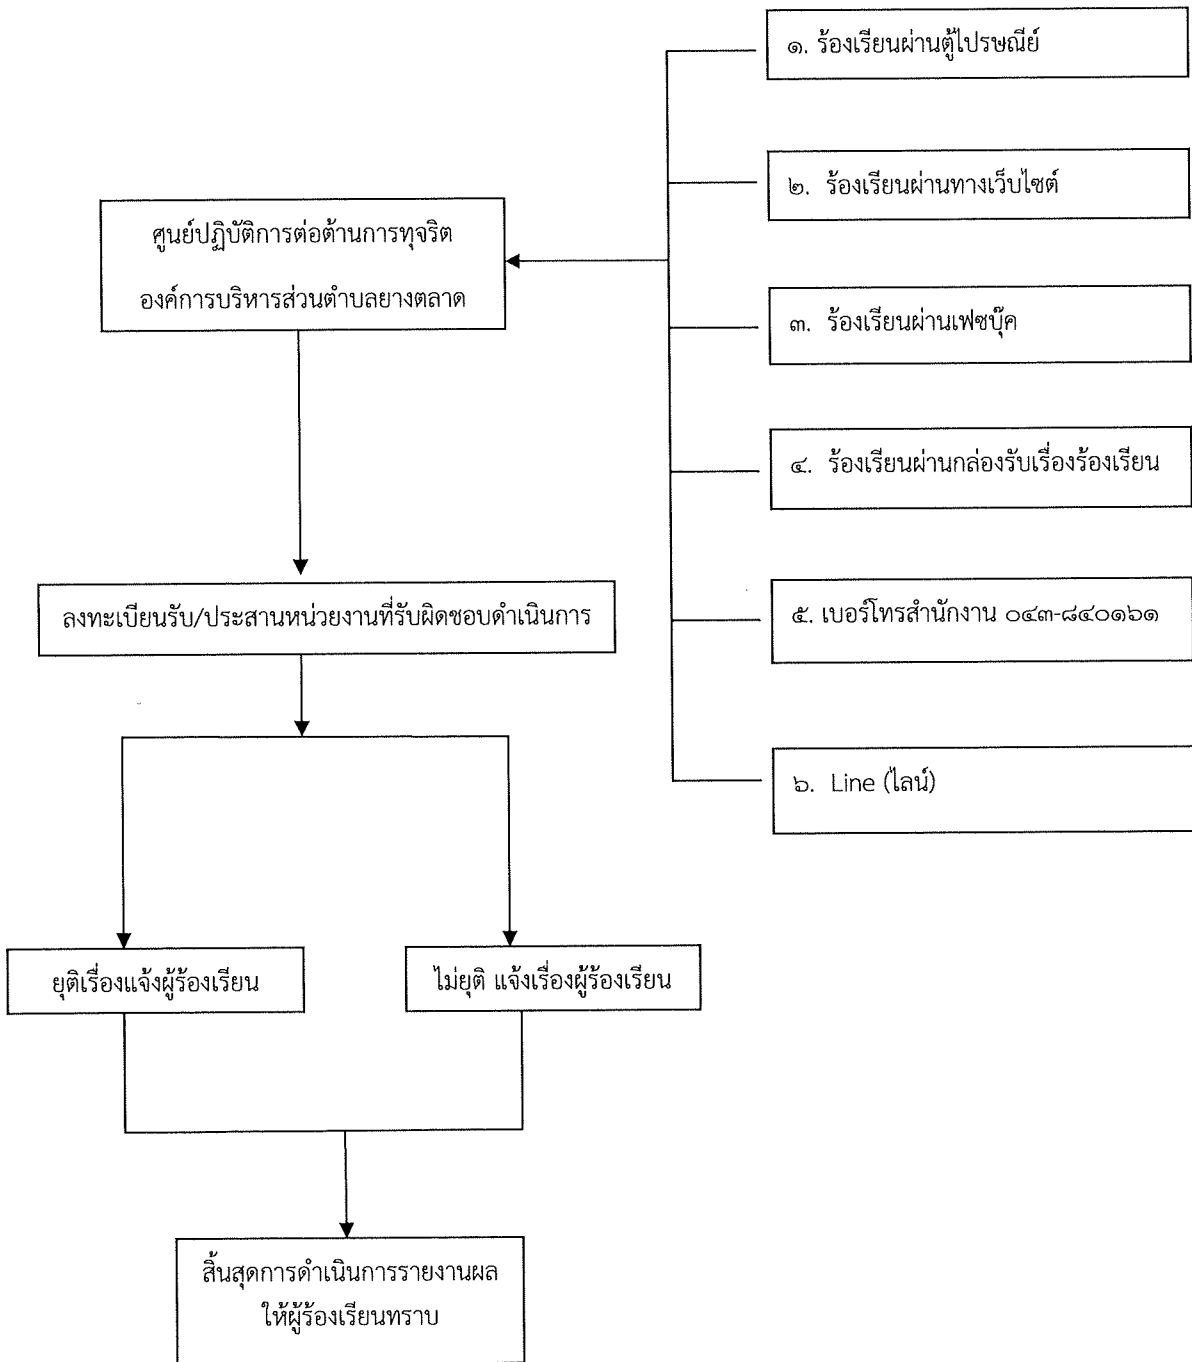 ๑. ร้องเรียนผ่านตู้ไปรษณีย์
๒. ร้องเรียนผ่านทางเว็บไซต์
ศูนย์ปฏิบัติการต่อต้านการทุจริต
องค์การบริหารส่วนตำบลยางตลาด
๓. ร้องเรียนผ่านเฟซบุ๊ค
๔. ร้องเรียนผ่านกล่องรับเรื่องร้องเรียน
ลงทะเบียนรับ/ประสานหน่วยงานที่รับผิดชอบดำเนินการ
๕. เบอร์โทรสำนักงาน ๐๔๓-๘๔๐๑๖๑
๖. Line (ไลน์)
ยุติเรื่องแจ้งผู้ร้องเรียน
ไม่ยุติ แจ้งเรื่องผู้ร้องเรียน
สิ้นสุดการดำเนินการรายงานผล
ให้ผู้ร้องเรียนทราบ